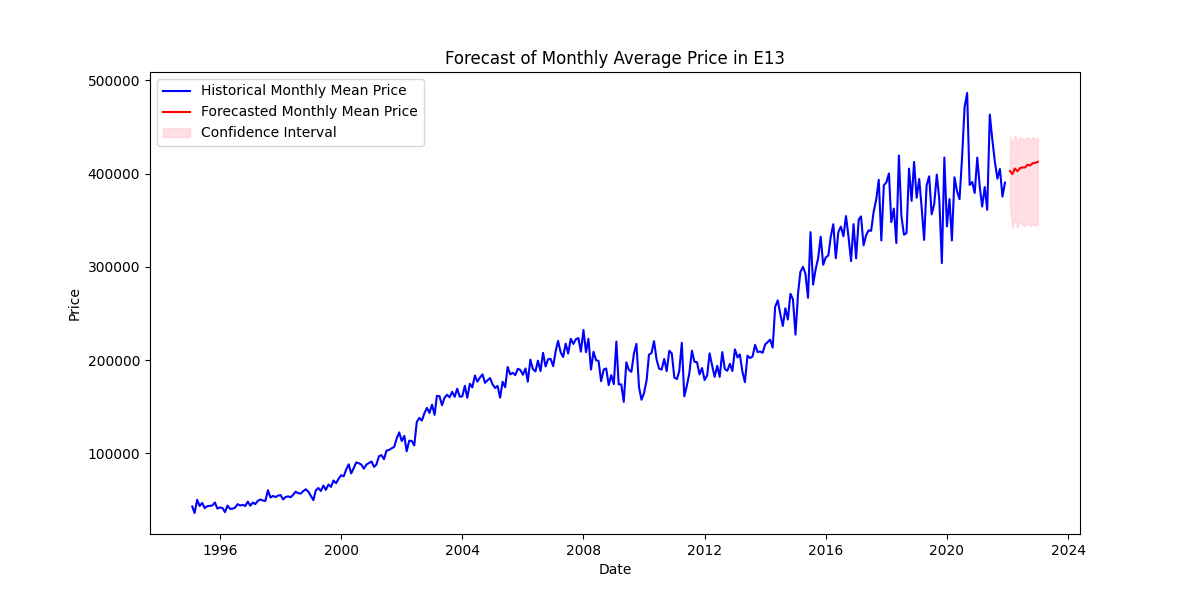 Forecast of Monthly Average Price in E13
500000
400000
300000
200000
100000
Price
Historical Monthly Mean Price
Forecasted Monthly Mean Price
Confidence Interval
1996
2000
2004
2008
2012
2016
2020
2024
Date